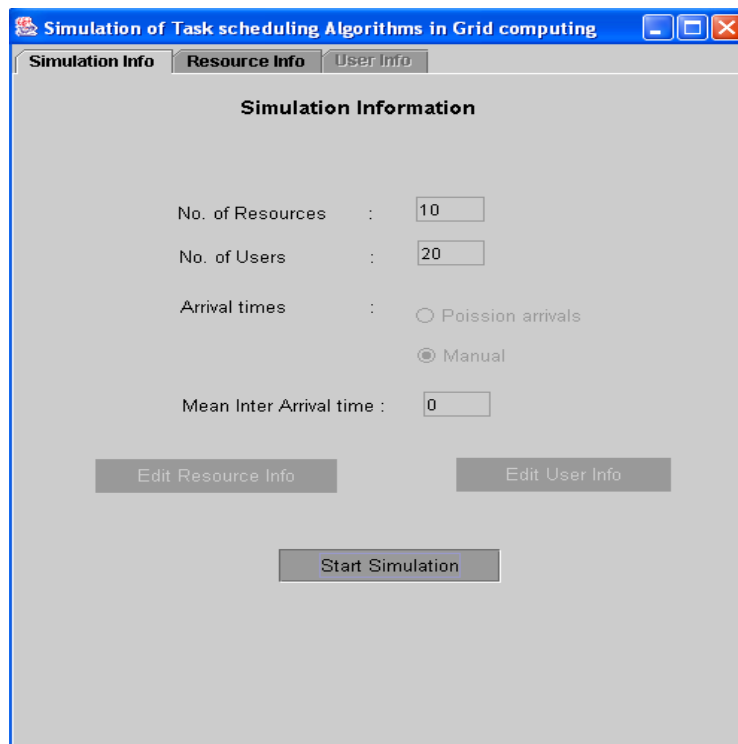 Simulation of Task scheduling Algorithms in Grid computing
Simulation Info Resource Info User Info
Simulation Information
No. of Resources : 10
No. of Users : 20
Arrival times : Poission arrivals
Manual
Mean Inter Arrival time : 0
Edit Resource Info Edit User Info
Start Simulation